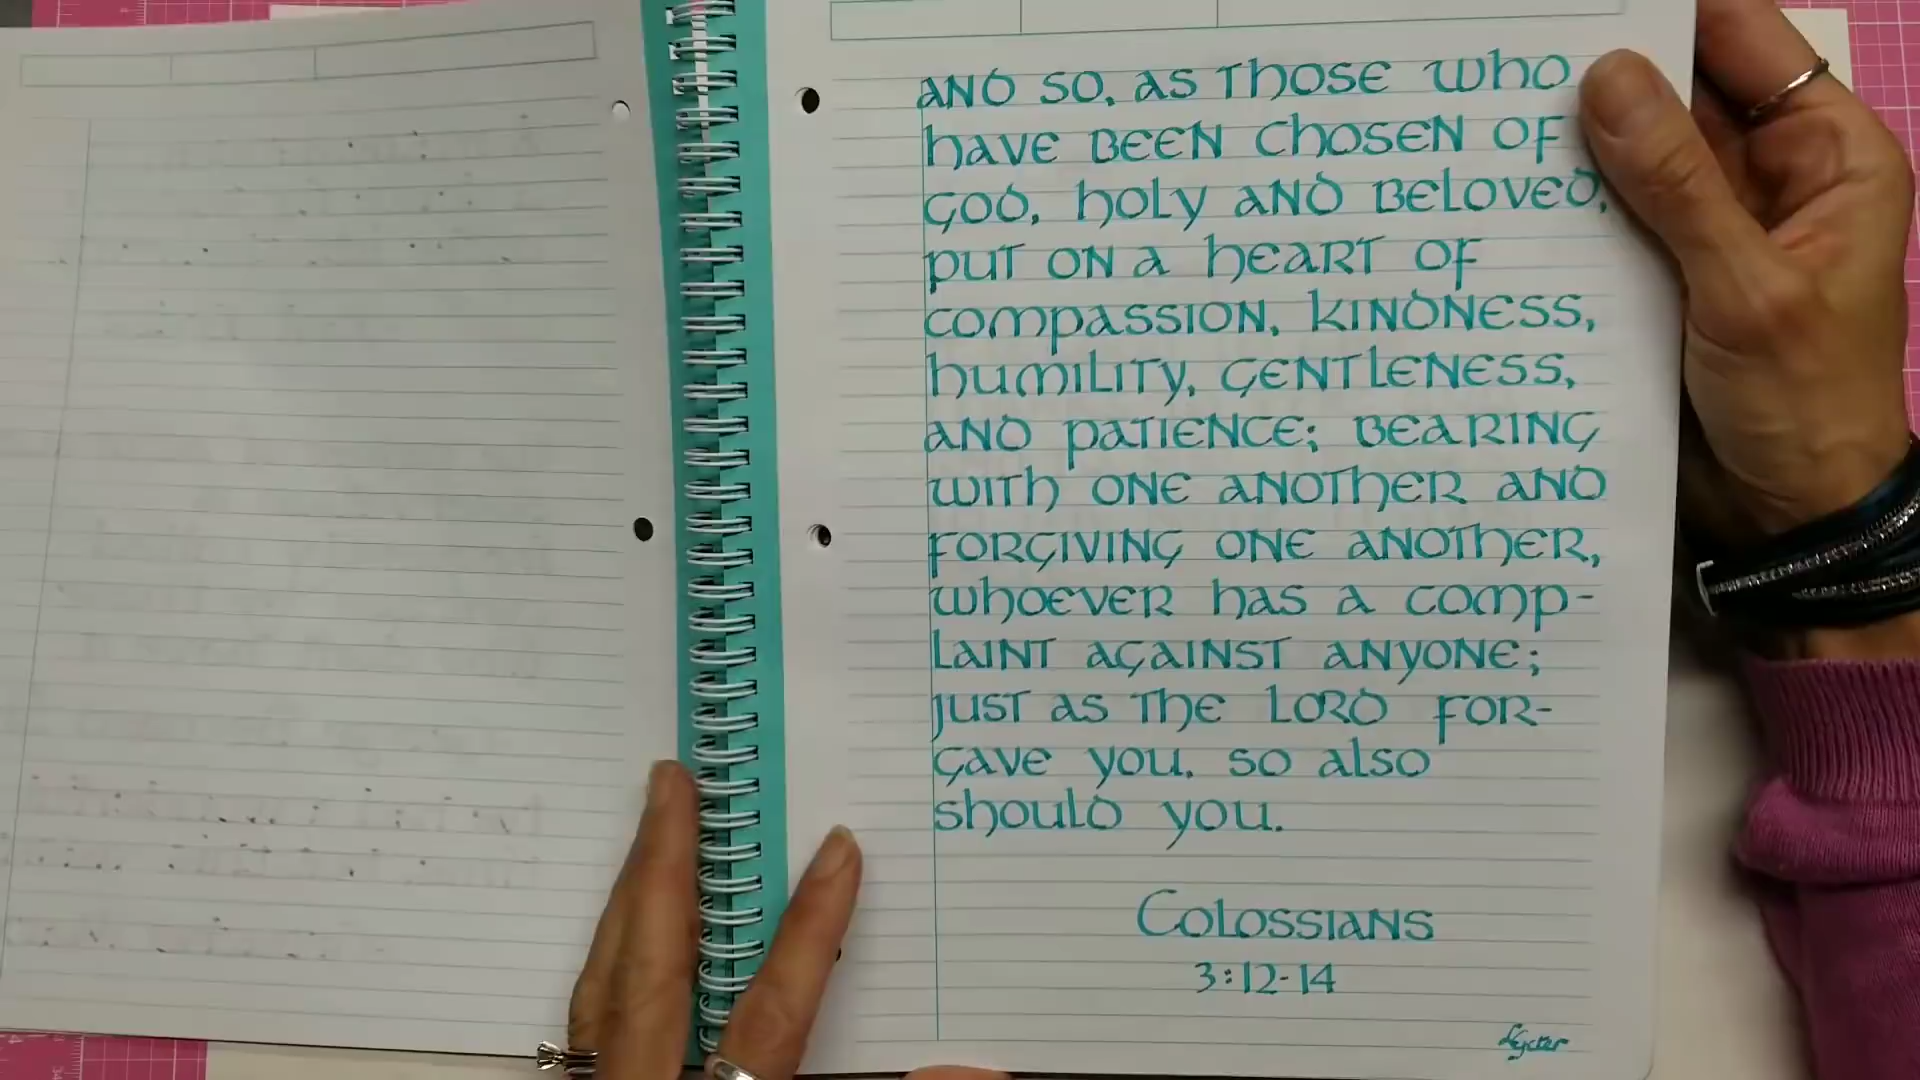 And so, as those who
have been chosen of
God, holy and beloved,
put on a heart of
compassion, kindness,
humility, gentleness,
and patience; bearing
with one another and
forgiving one another,
whoever has a comp-
laint against anyone;
just as the Lord for-
gave you. so also
should you.
Colossians
3:12-14